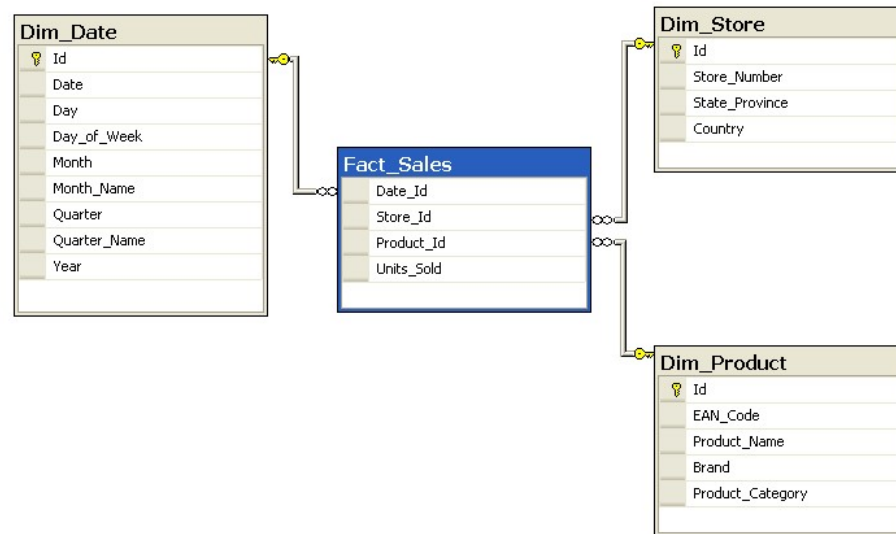 Dim_Date
Id
Date
Day
Day_of_Week
Month
Month_Name
Quarter
Quarter_Name
Year
Fact_Sales
Date_Id
Store_Id
Product_Id
Units_Sold
Dim_Store
Id
Store_Number
State_Province
Country
Dim_Product
Id
EAN_Code
Product_Name
Brand
Product_Category